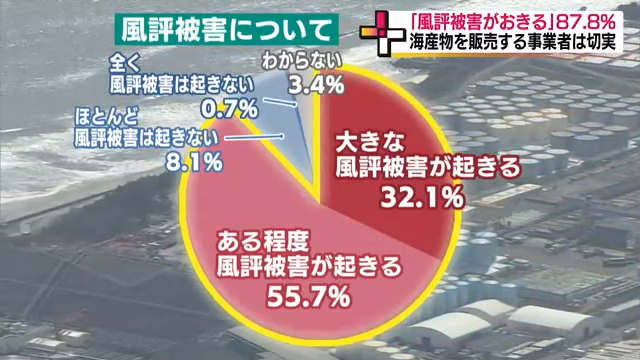 風評被害について
「風評被害がおきる」87.8%
海産物を販売する事業者は切実
わからない
3.4%
全く
風評被害は起きない
0.7%
ほとんど
風評被害は起きない
8.1%
大きな
風評被害が起きる
32.1%
ある程度
風評被害が起きる
55.7%